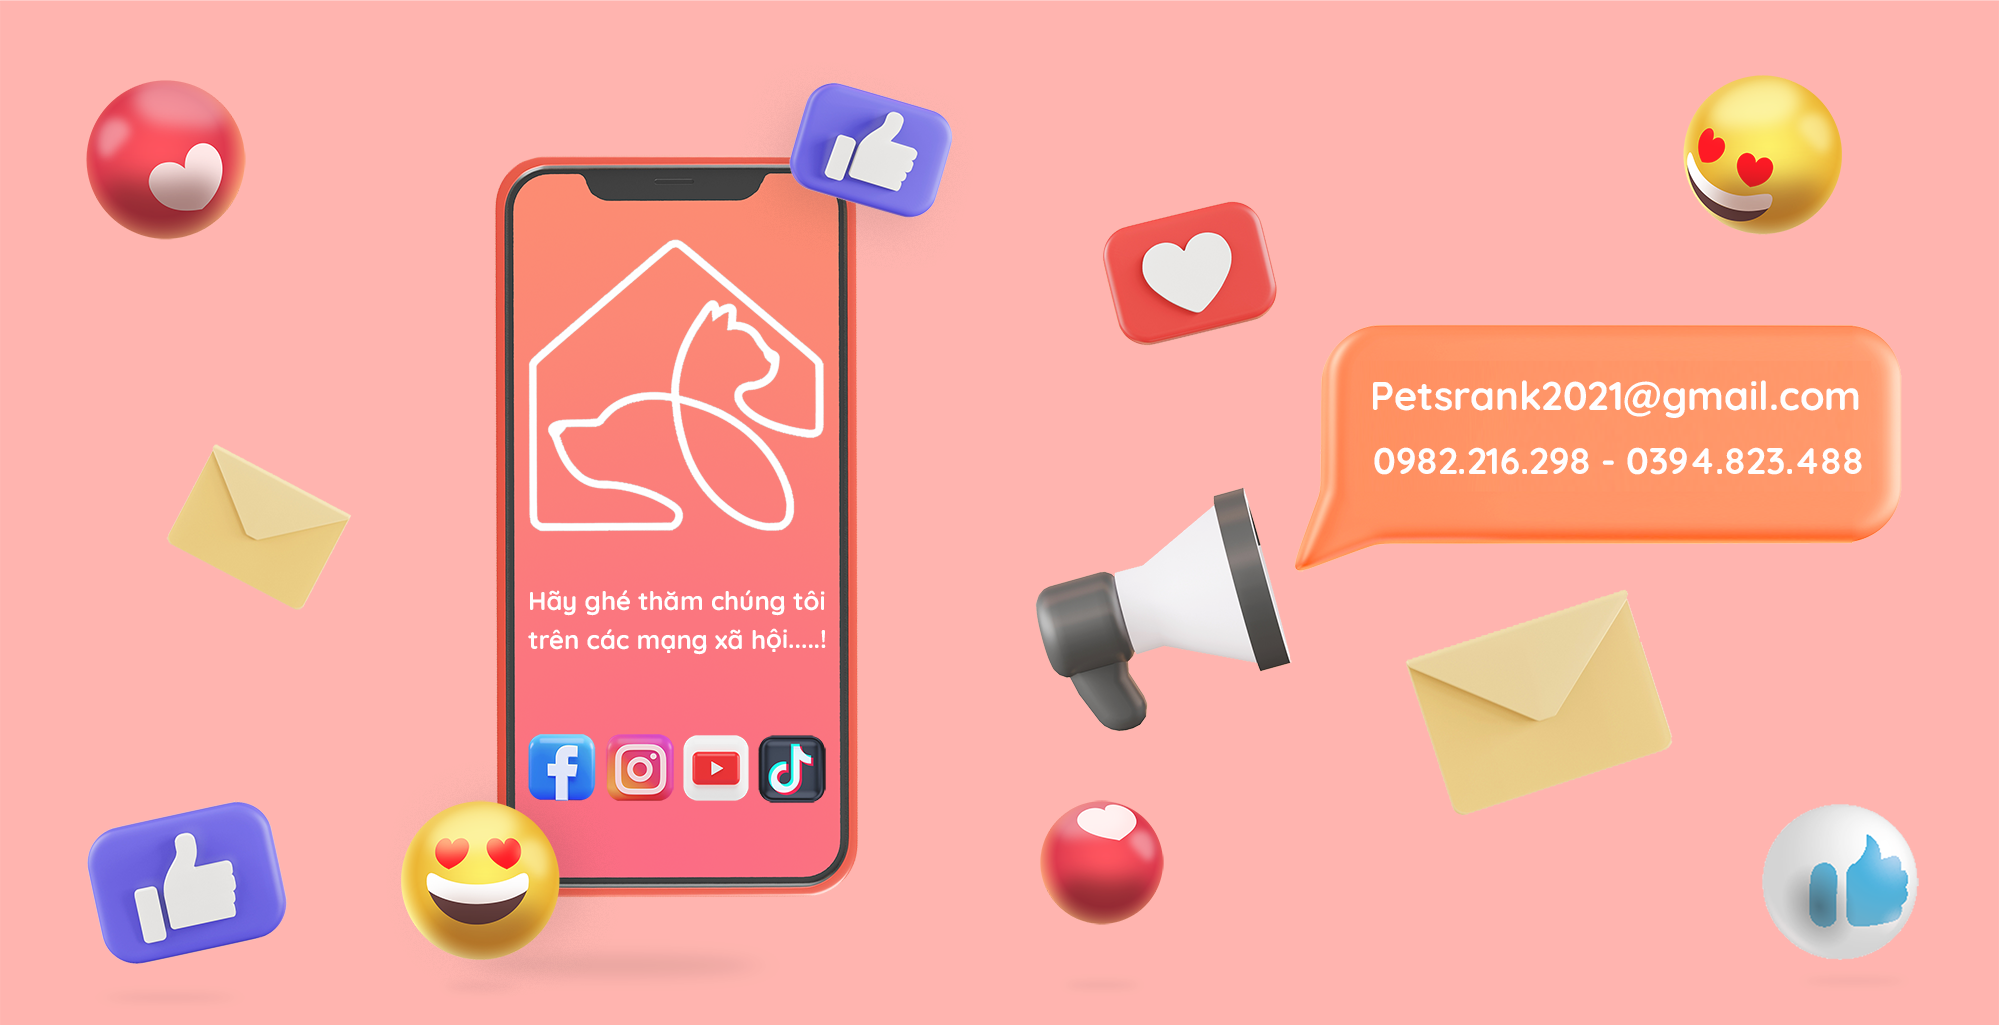 Hãy ghé thăm chúng tôi
trên các mạng xã hội.....!
Petsrank2021@gmail.com
0982.216.298 - 0394.823.488